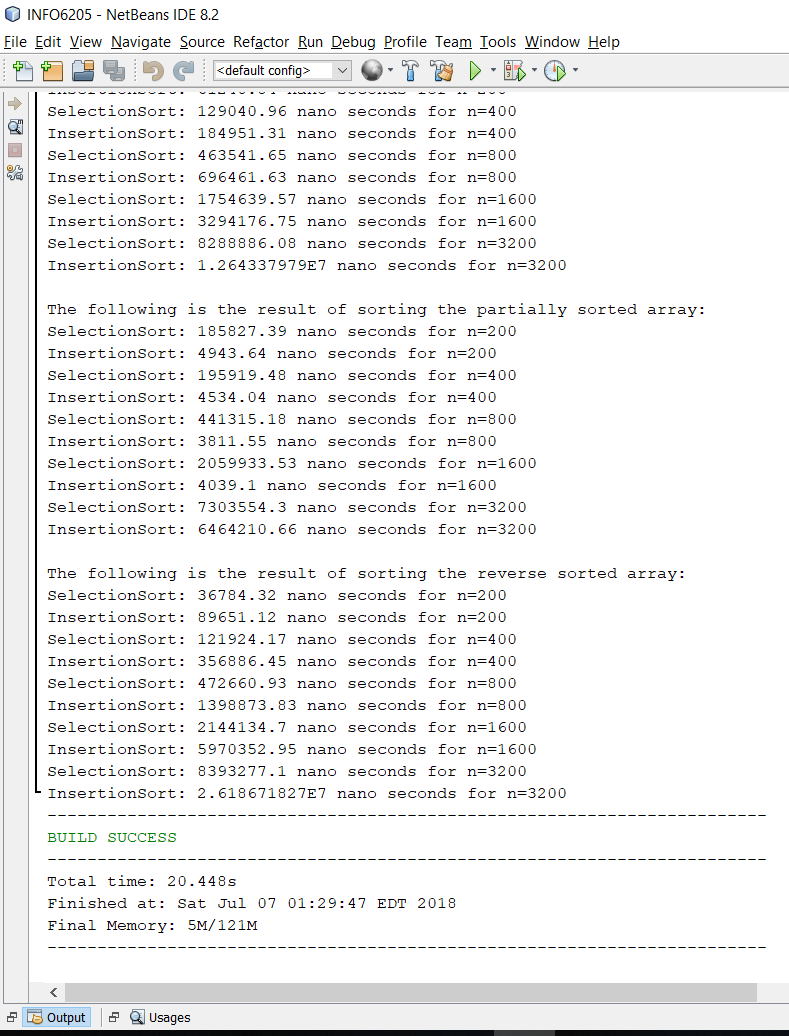 INFO6205 - NetBeans IDE 8.2
File Edit View Navigate Source Refactor Run Debug Profile Team Tools Window Help
<default config>
SelectionSort: 129040.96 nano seconds for n=400
InsertionSort: 184951.31 nano seconds for n=400
SelectionSort: 463541.65 nano seconds for n=800
InsertionSort: 696461.63 nano seconds for n=800
SelectionSort: 1754639.57 nano seconds for n=1600
InsertionSort: 3294176.75 nano seconds for n=1600
SelectionSort: 8288886.08 nano seconds for n=3200
InsertionSort: 1.264337979E7 nano seconds for n=3200
The following is the result of sorting the partially sorted array:
SelectionSort: 185827.39 nano seconds for n=200
InsertionSort: 4943.64 nano seconds for n=200
SelectionSort: 195919.48 nano seconds for n=400
InsertionSort: 4534.04 nano seconds for n=400
SelectionSort: 441315.18 nano seconds for n=800
InsertionSort: 3811.55 nano seconds for n=800
SelectionSort: 2059933.53 nano seconds for n=1600
InsertionSort: 4039.1 nano seconds for n=1600
SelectionSort: 7303554.3 nano seconds for n=3200
InsertionSort: 6464210.66 nano seconds for n=3200
The following is the result of sorting the reverse sorted array:
SelectionSort: 36784.32 nano seconds for n=200
InsertionSort: 89651.12 nano seconds for n=200
SelectionSort: 121924.17 nano seconds for n=400
InsertionSort: 356886.45 nano seconds for n=400
SelectionSort: 472660.93 nano seconds for n=800
InsertionSort: 1398873.83 nano seconds for n=800
SelectionSort: 2144134.7 nano seconds for n=1600
InsertionSort: 5970352.95 nano seconds for n=1600
SelectionSort: 8393277.1 nano seconds for n=3200
InsertionSort: 2.618671827E7 nano seconds for n=3200
------------------------------------------------------------------------
BUILD SUCCESS
------------------------------------------------------------------------
Total time: 20.448s
Finished at: Sat Jul 07 01:29:47 EDT 2018
Final Memory: 5M/121M
------------------------------------------------------------------------
Output Usages